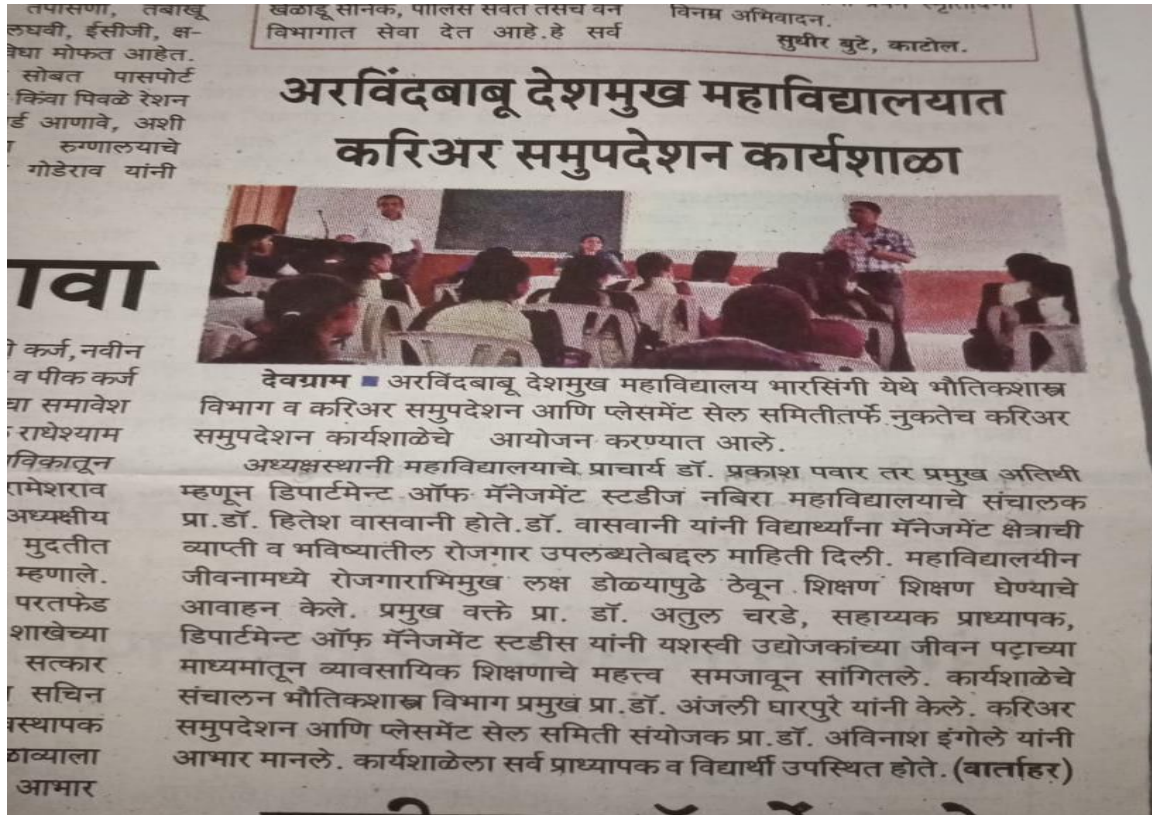 तपासणी, तंबाखू
लघवी, ईसीजी, क्ष-
विधा मोफत आहेत.
सोबत पासपोर्ट
किंवा पिवळे रेशन
र्ड आणावे, अशी
रुग्णालयाचे
गोडेराव यांनी
वा
कर्ज, नवीन
व पीक कर्ज
चा समावेश
राधेश्याम
विकातून
रामेशराव
अध्यक्षीय
मुदतीत
म्हणाले.
परतफेड
शाखेच्या
सत्कार
सचिन
वस्थापक
ळाव्याला
आभार
विभागात सेवा देत आहे.हे सर्व
विनम्र अभिवादन.
सुधीर बुटे, काटोल.
अरविंदबाबू देशमुख महाविद्यालयात
करिअर समुपदेशन कार्यशाळा
देवग्राम ■ अरविंदबाबू देशमुख महाविद्यालय भारसिंगी येथे भौतिकशास्त्र
विभाग व करिअर समुपदेशन आणि प्लेसमेंट सेल समितीतर्फे नुकतेच करिअर
समुपदेशन कार्यशाळेचे आयोजन करण्यात आले.
अध्यक्षस्थानी महाविद्यालयाचे प्राचार्य डॉ. प्रकाश पवार तर प्रमुख अतिथी
म्हणून डिपार्टमेन्ट ऑफ मॅनेजमेंट स्टडीजं नबिरा महाविद्यालयाचे संचालक
प्रा.डॉ. हितेश वासवानी होते.डॉ. वासवानी यांनी विद्यार्थ्यांना मॅनेजमेंट क्षेत्राची
व्याप्ती व भविष्यातील रोजगार उपलब्धतेबद्दल माहिती दिली. महाविद्यालयीन
जीवनामध्ये रोजगाराभिमुख लक्ष डोळ्यापुढे ठेवून शिक्षण शिक्षण घेण्याचे
आवाहन केले. प्रमुख वक्ते प्रा. डॉ. अतुल चरडे, सहाय्यक प्राध्यापक,
डिपार्टमेन्ट ऑफ मॅनेजमेंट स्टडीस यांनी यशस्वी उद्योजकांच्या जीवन पटाच्या
माध्यमातून व्यावसायिक शिक्षणाचे महत्त्व समजावून सांगितले. कार्यशाळेचे
संचालन भौतिकशास्त्र विभाग प्रमुख प्रा.डॉ. अंजली घारपुरे यांनी केले. करिअर
समुपदेशन आणि प्लेसमेंट सेल समिती संयोजक प्रा.डॉ. अविनाश इंगोले यांनी
आभार मानले. कार्यशाळेला सर्व प्राध्यापक व विद्यार्थी उपस्थित होते. (वार्ताहर)